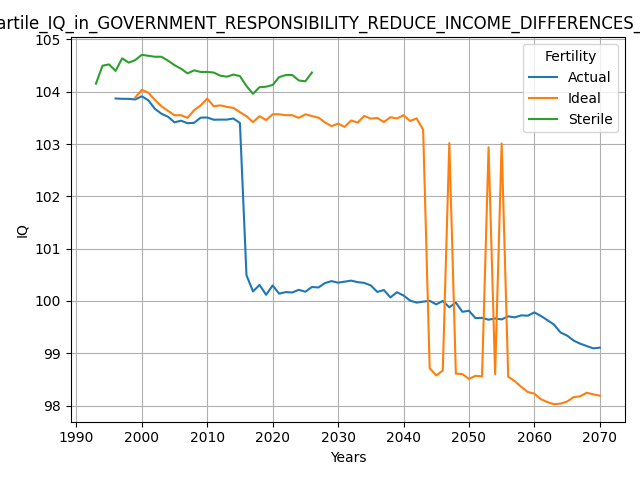 artile_IQ_in_GOVERNMENT_RESPONSIBILITY_REDUCE_INCOME_DIFFERENCES_
105
104
103
102
101
100
99
98
IQ
Fertility
Actual
Ideal
Sterile
1990
2000
2010
2020
2030
2040
2050
2060
2070
Years